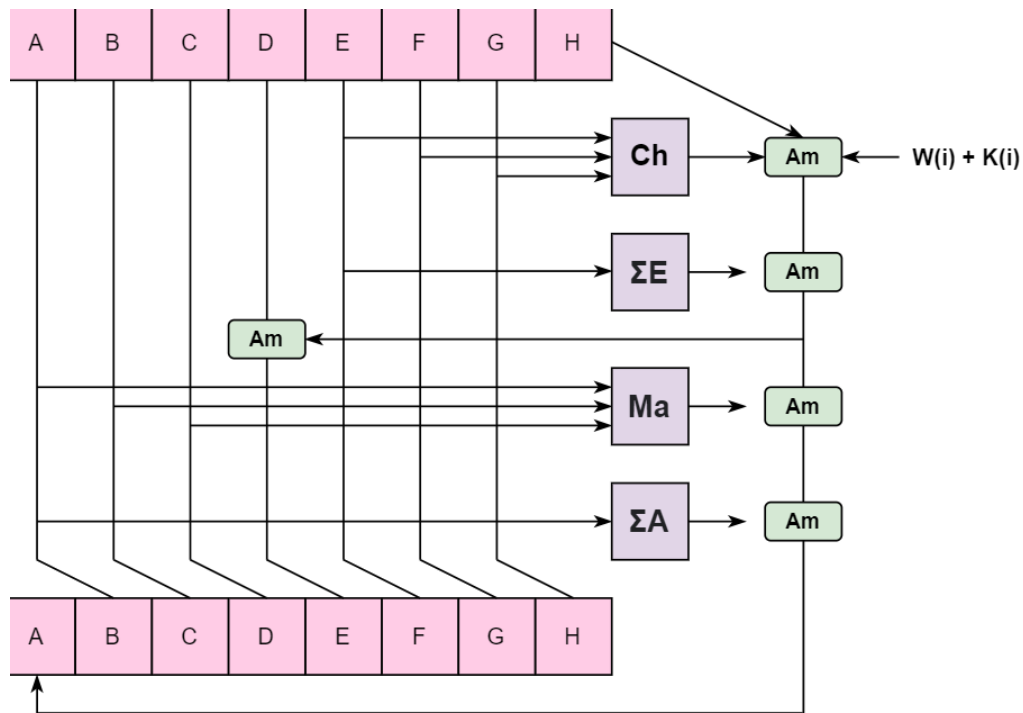 A B C D E F G H
Ch Am W(i) + K(i)
ΣE Am
Am
Ma Am
ΣA Am
A B C D E F G H